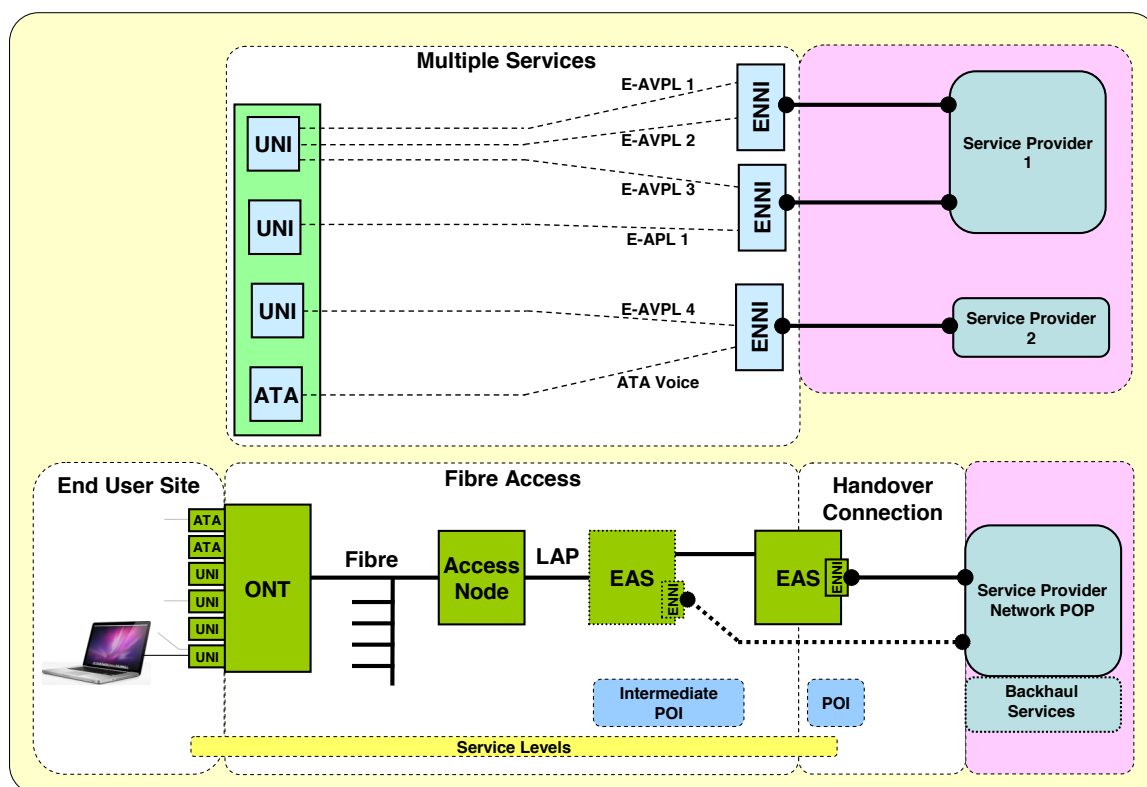 Multiple Services
E-AVPL 1
UNI
ENNI
E-AVPL 2
Service Provider
1
E-AVPL 3
UNI
ENNI
E-APL 1
UNI
E-AVPL 4
ENNI
Service Provider
2
ATA
ATA Voice
End User Site
Fibre Access
Handover
Connection
ATA
ATA
UNI
UNI
UNI
UNI
ONT
Fibre
Access
Node
LAP
EAS
ENNI
EAS
ENNI
Service Provider
Network POP
Intermediate
POI
POI
Backhaul
Services
Service Levels